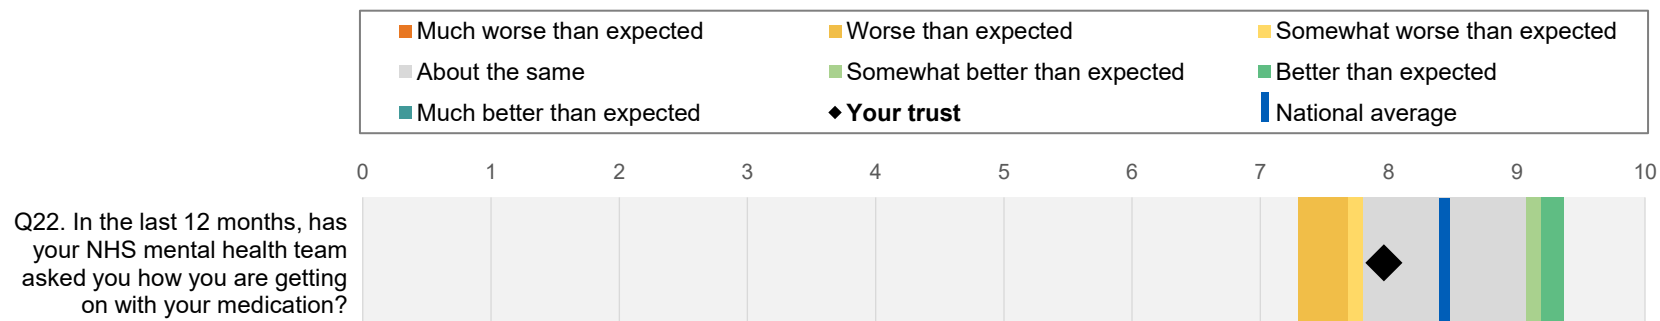 Much worse than expected
Worse than expected
Somewhat worse than expected
About the same
Somewhat better than expected
Better than expected
Much better than expected
Your trust
National average
0 1 2 3 4 5 6 7 8 9 10
Q22. In the last 12 months, has
your NHS mental health team
asked you how you are getting
on with your medication?